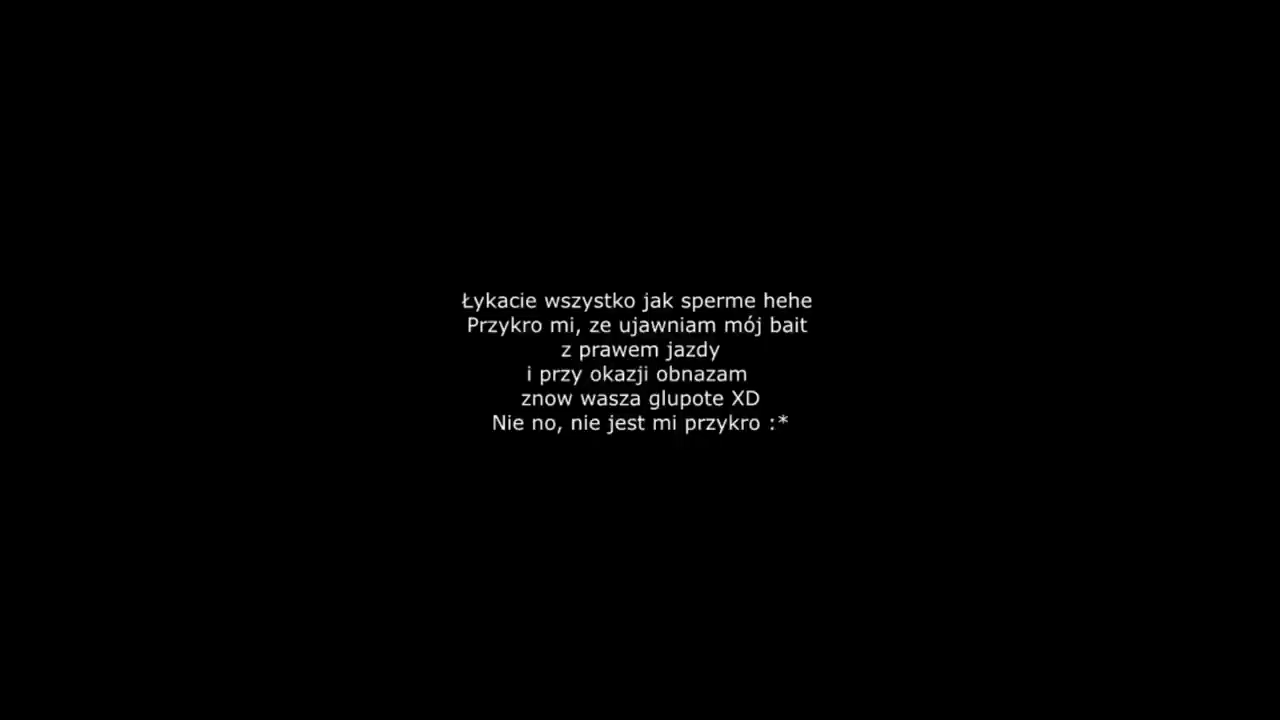 Łykacie wszystko jak sperme hehe
Przykro mi, ze ujawniam mój bait
z prawem jazdy
i przy okazji obnazam
znow wasza glupote XD
Nie no, nie jest mi przykro :*